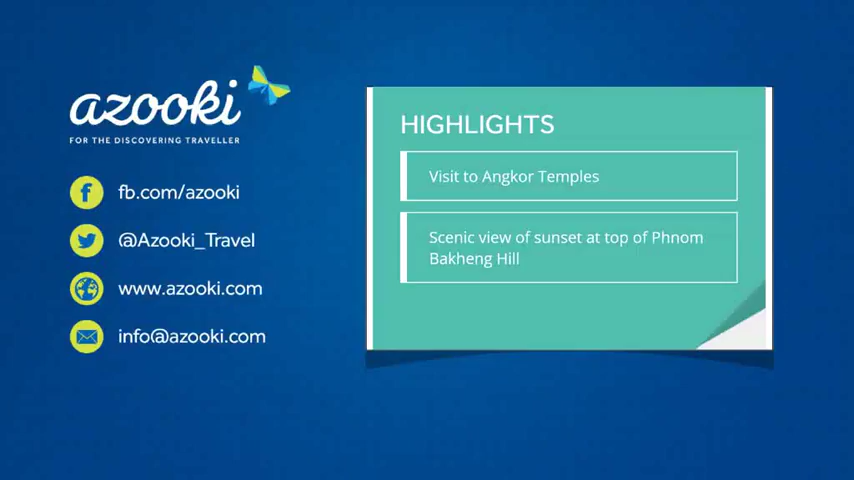 azooki
FOR THE DISCOVERING TRAVELLER
fb.com/azooki
@Azooki_Travel
www.azooki.com
info@azooki.com
HIGHLIGHTS
Visit to Angkor Temples
Scenic view of sunset at top of Phnom
Bakheng Hill